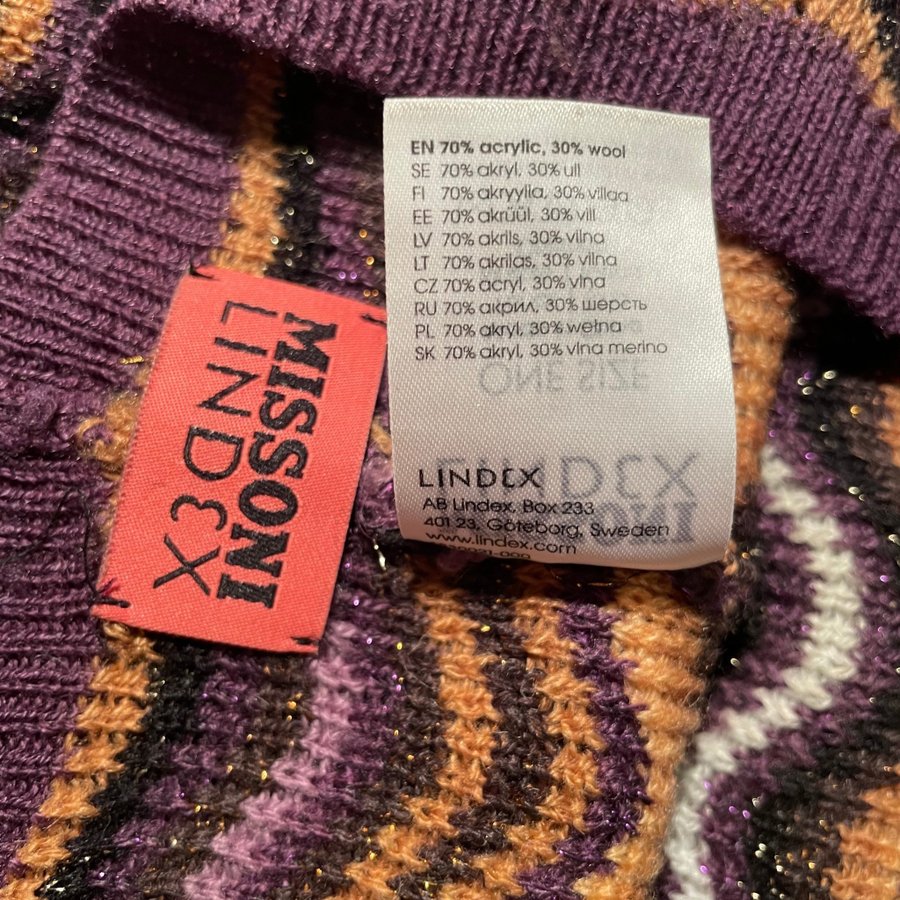 MISSONI
LINDEX
EN 70% acrylic, 30% wool
SE 70% akryl, 30% ull
FI 70% akryylia, 30% villaa
EE 70% akrüül, 30% vill
LV 70% akrils, 30% vilna
LT 70% akrilas, 30% vilna
CZ 70% acryl, 30% vlna
RU 70% акрил, 30% шерсть
PL 70% akryl, 30% wełna
SK 70% akryl, 30% vlna merino
ONE SIZE
LINDEX
AB Lindex, Box 233
401 23, Göteborg, Sweden
www.lindex.com